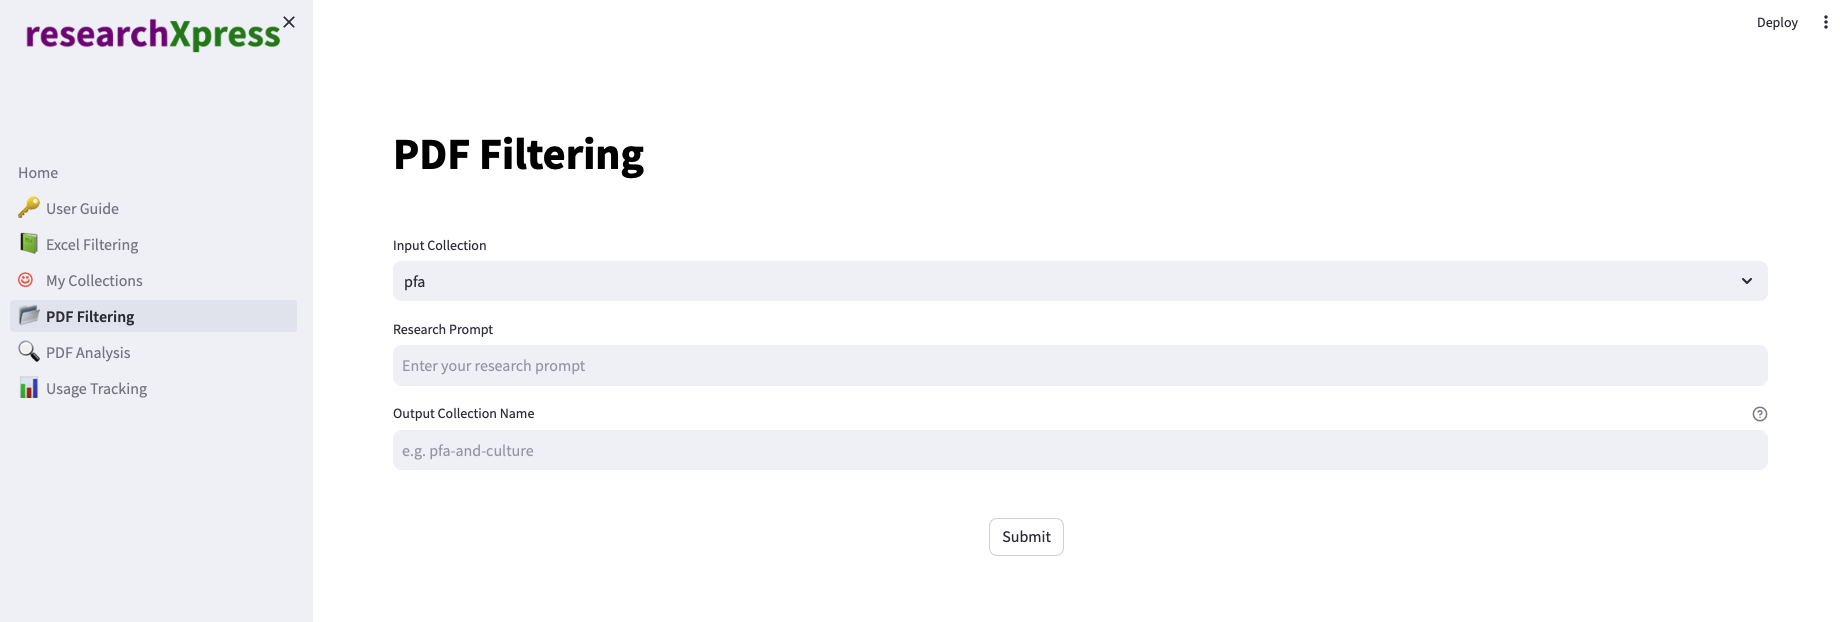 researchXpress
Deploy
Home
User Guide
Excel Filtering
My Collections
PDF Filtering
PDF Analysis
Usage Tracking
PDF Filtering
Input Collection
pfa
Research Prompt
Enter your research prompt
Output Collection Name
e.g. pfa-and-culture
Submit